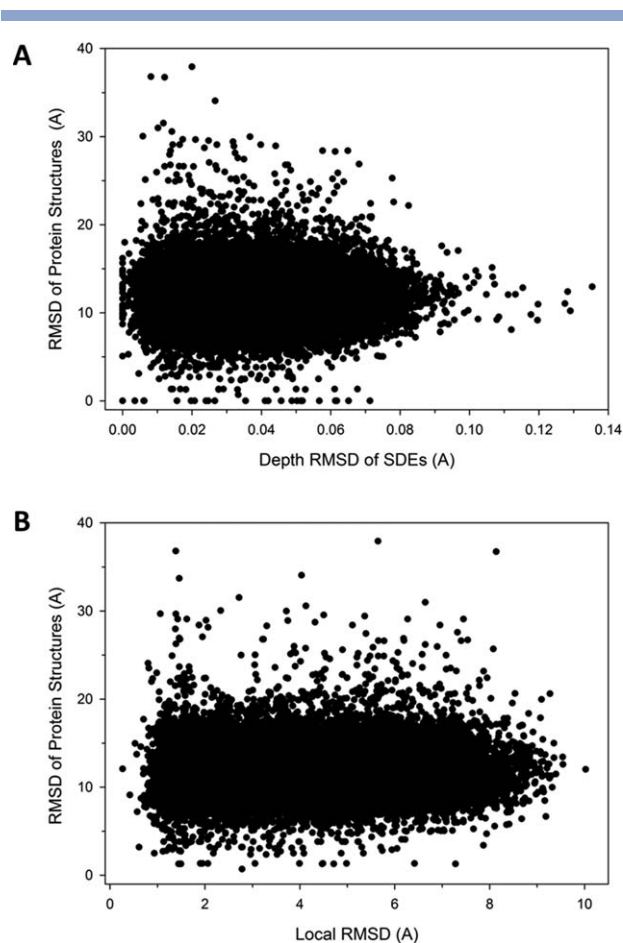 A
40
30
20
10
0
RMSD of Protein Structures (A)
0.00 0.02 0.04 0.06 0.08 0.10 0.12 0.14
Depth RMSD of SDEs (A)
B
40
30
20
10
0
RMSD of Protein Structures (A)
0 2 4 6 8 10
Local RMSD (A)